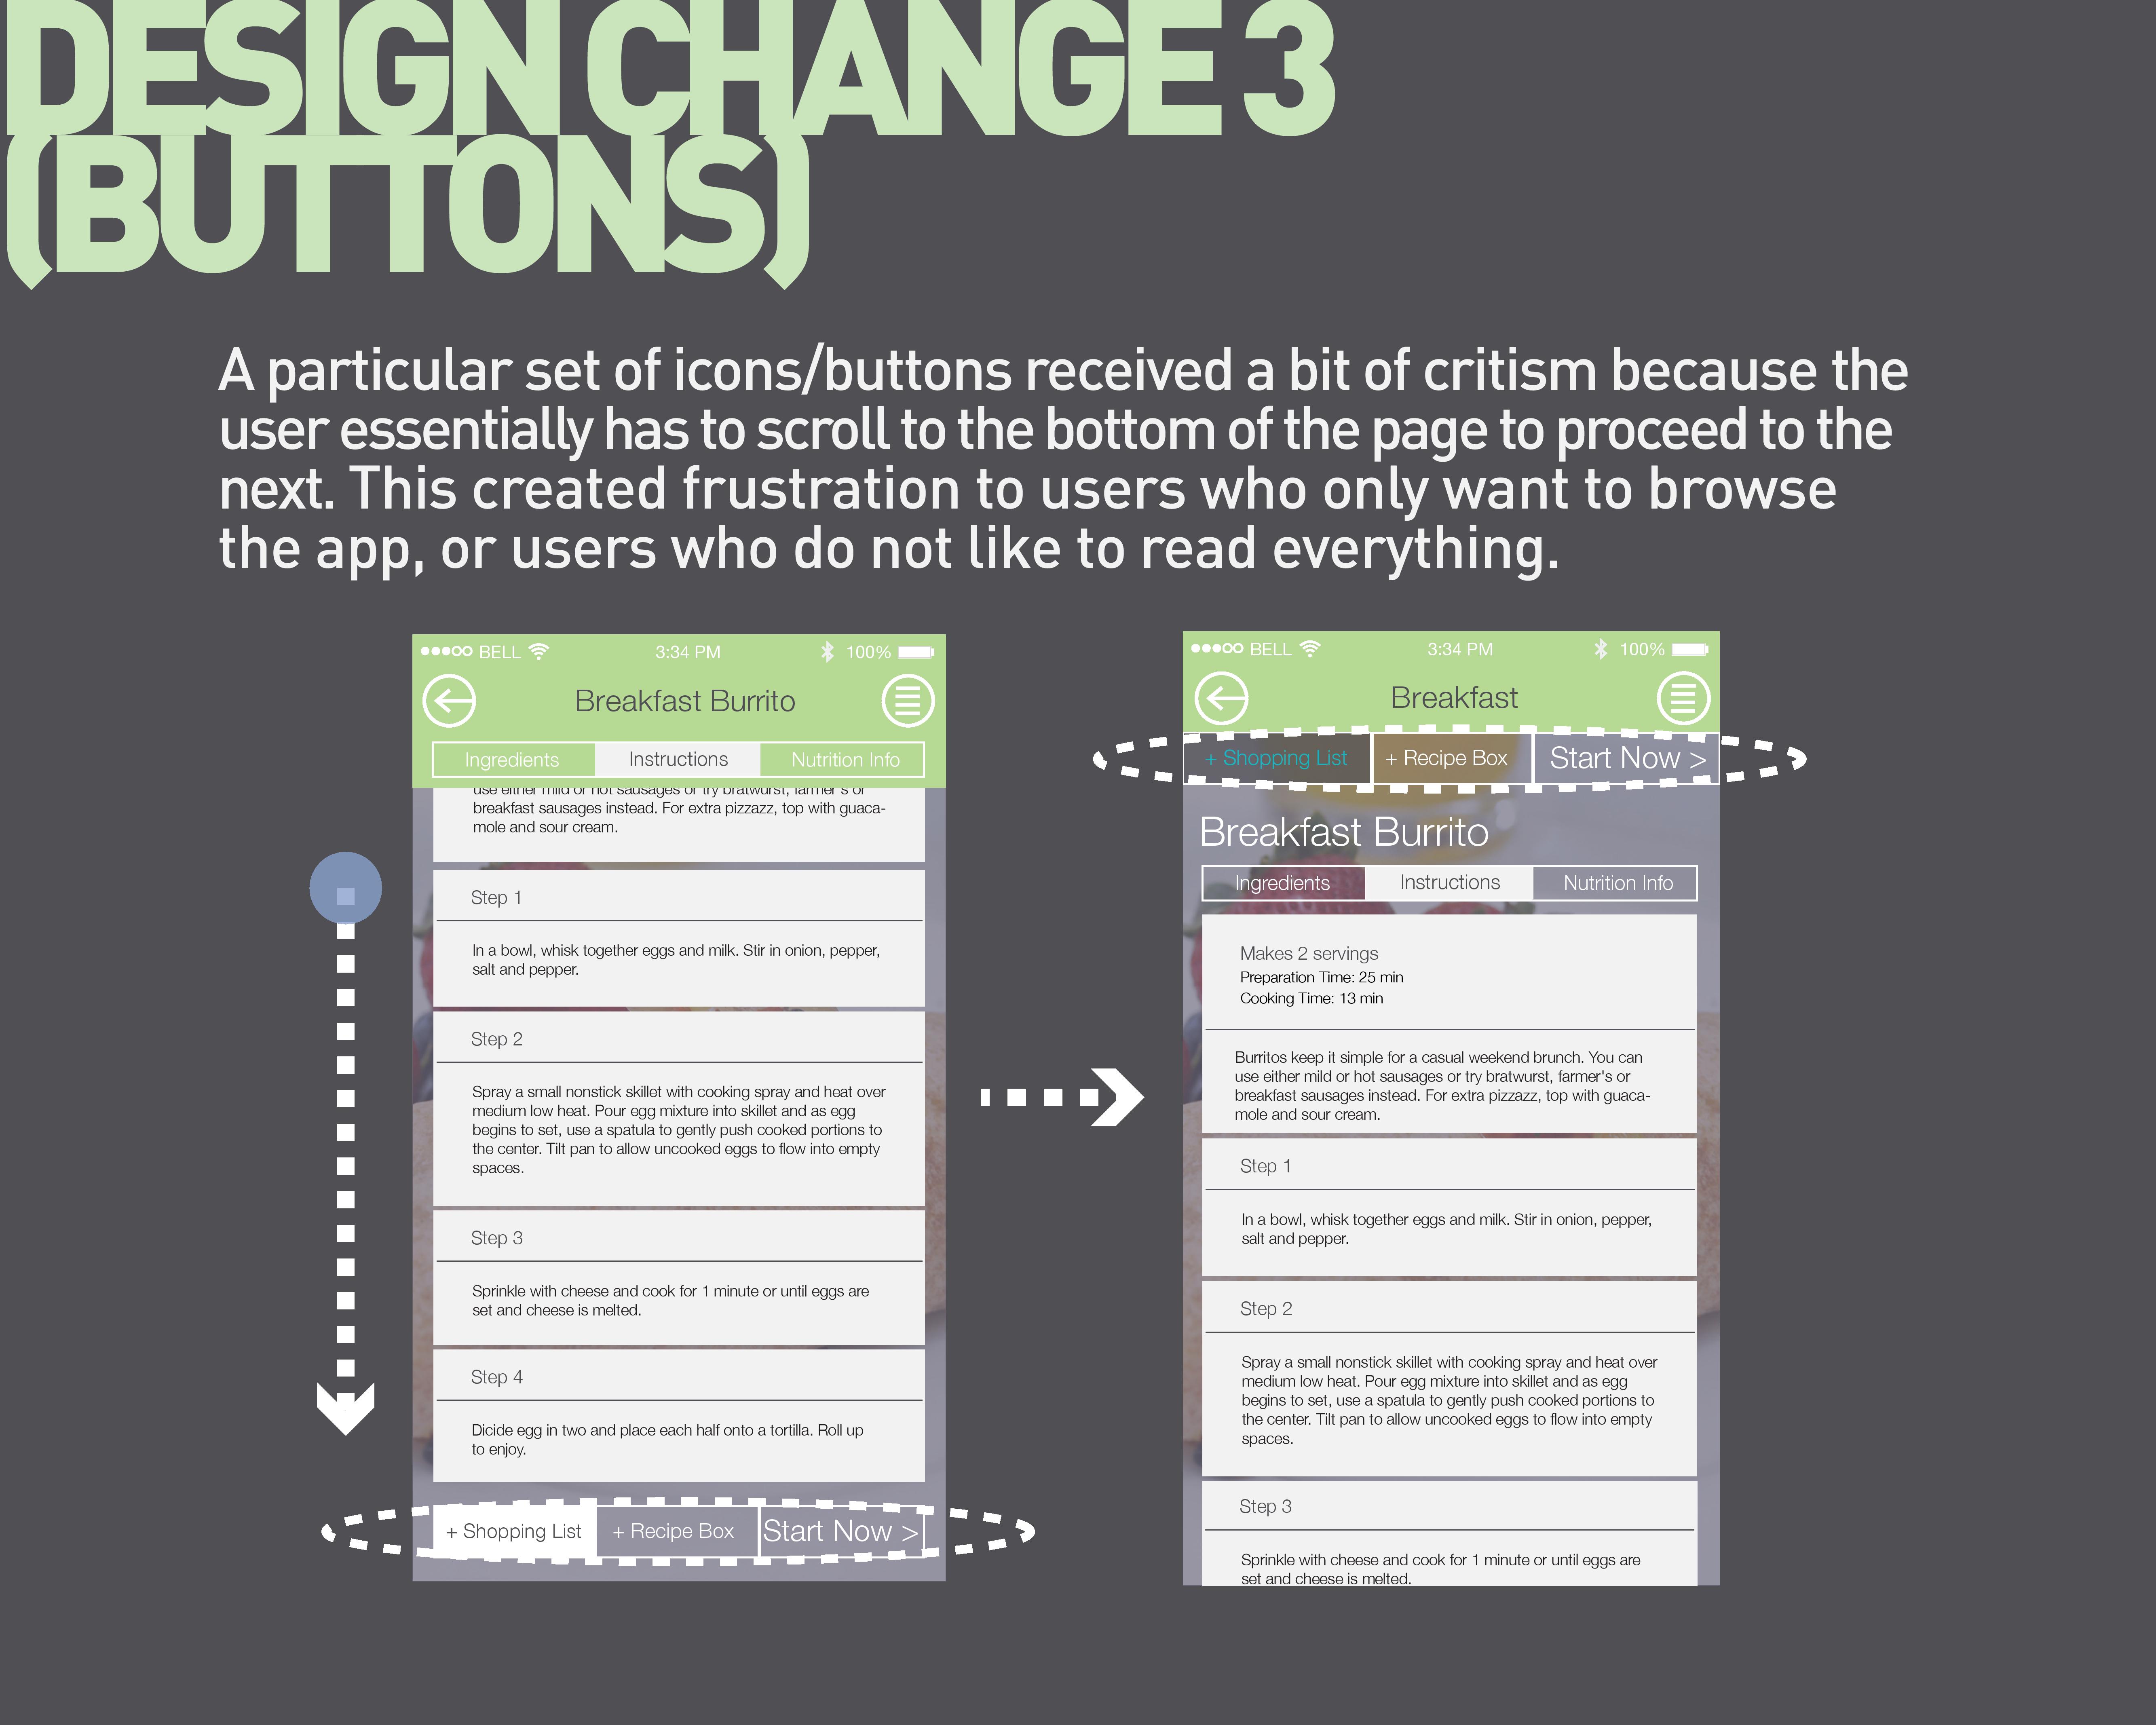 DESIGN CHANGE 3
(BUTTONS)
A particular set of icons/buttons received a bit of critism because the
user essentially has to scroll to the bottom of the page to proceed to the
next. This created frustration to users who only want to browse
the app, or users who do not like to read everything.
BELL 3:34 PM 100%
Breakfast Burrito
Ingredients Instructions Nutrition Info
use either mild or hot sausages or try bratwurst, farmer's or
breakfast sausages instead. For extra pizzazz, top with guaca-
mole and sour cream.
Step 1
In a bowl, whisk together eggs and milk. Stir in onion, pepper,
salt and pepper.
Step 2
Spray a small nonstick skillet with cooking spray and heat over
medium low heat. Pour egg mixture into skillet and as egg
begins to set, use a spatula to gently push cooked portions to
the center. Tilt pan to allow uncooked eggs to flow into empty
spaces.
Step 3
Sprinkle with cheese and cook for 1 minute or until eggs are
set and cheese is melted.
Step 4
Dicide egg in two and place each half onto a tortilla. Roll up
to enjoy.
+ Shopping List + Recipe Box Start Now >
BELL 3:34 PM 100%
Breakfast
+ Shopping List + Recipe Box Start Now >
Breakfast Burrito
Ingredients Instructions Nutrition Info
Makes 2 servings
Preparation Time: 25 min
Cooking Time: 13 min
Burritos keep it simple for a casual weekend brunch. You can
use either mild or hot sausages or try bratwurst, farmer's or
breakfast sausages instead. For extra pizzazz, top with guaca-
mole and sour cream.
Step 1
In a bowl, whisk together eggs and milk. Stir in onion, pepper,
salt and pepper.
Step 2
Spray a small nonstick skillet with cooking spray and heat over
medium low heat. Pour egg mixture into skillet and as egg
begins to set, use a spatula to gently push cooked portions to
the center. Tilt pan to allow uncooked eggs to flow into empty
spaces.
Step 3
Sprinkle with cheese and cook for 1 minute or until eggs are
set and cheese is melted.